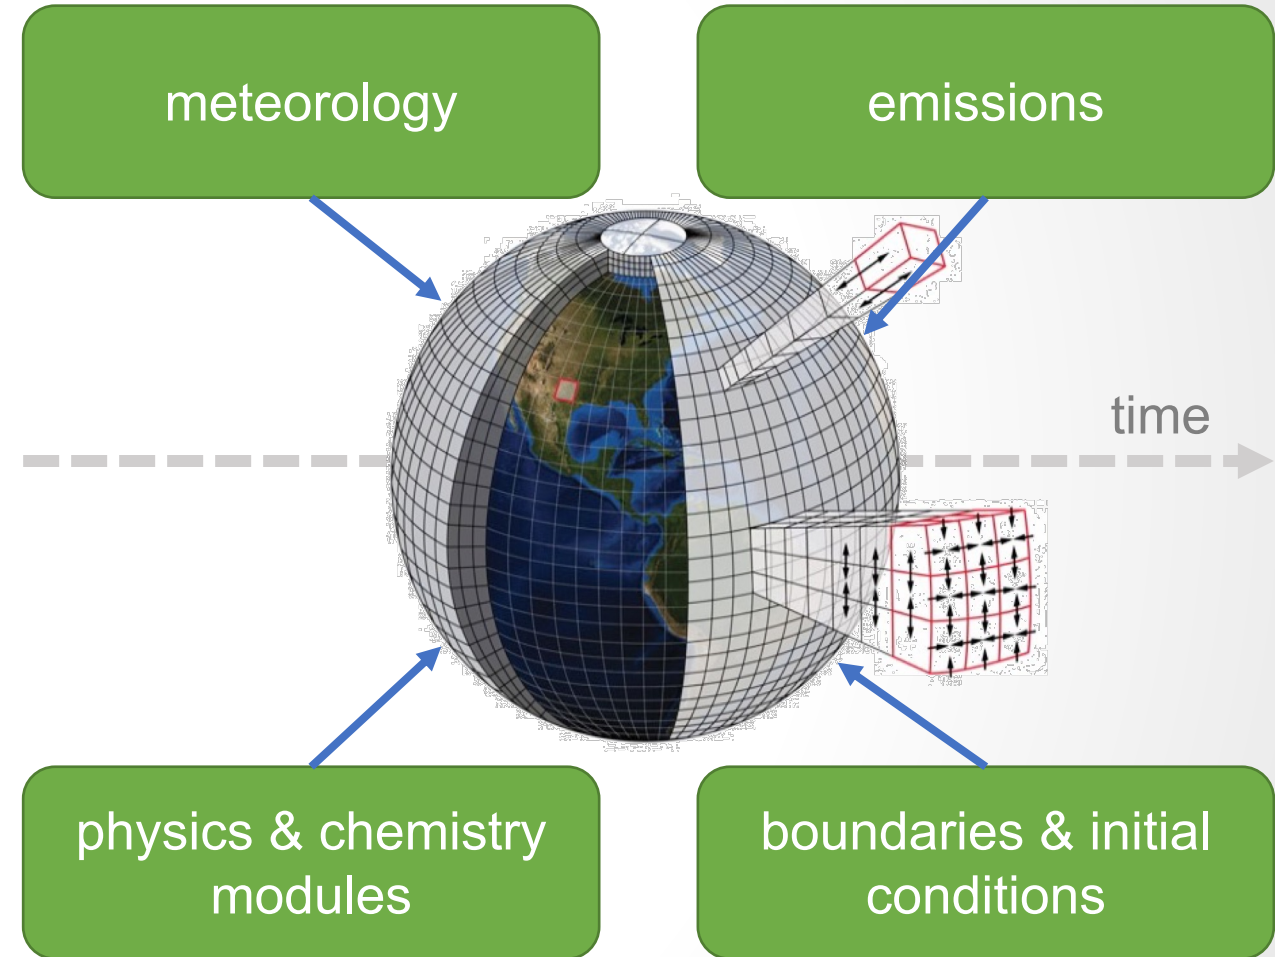 meteorology
emissions
time
physics & chemistry
modules
boundaries & initial
conditions